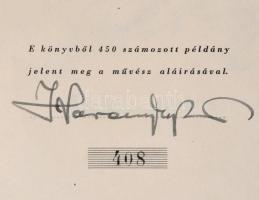 E könyvből 450 számozott példány
jelent meg a művész aláírásával.
408